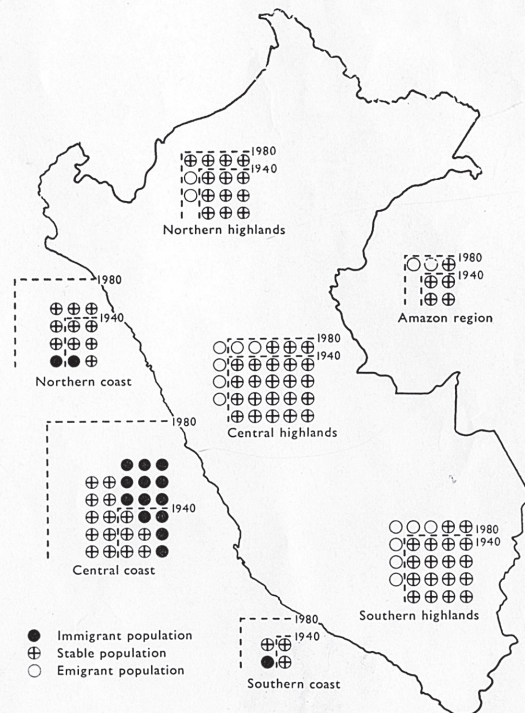 1980
1940
Northern highlands
1980
1940
Amazon region
1980
1940
Northern coast
1980
1940
Central highlands
1980
1940
Central coast
1980
1940
Southern highlands
1980
1940
Southern coast
Immigrant population
Stable population
Emigrant population